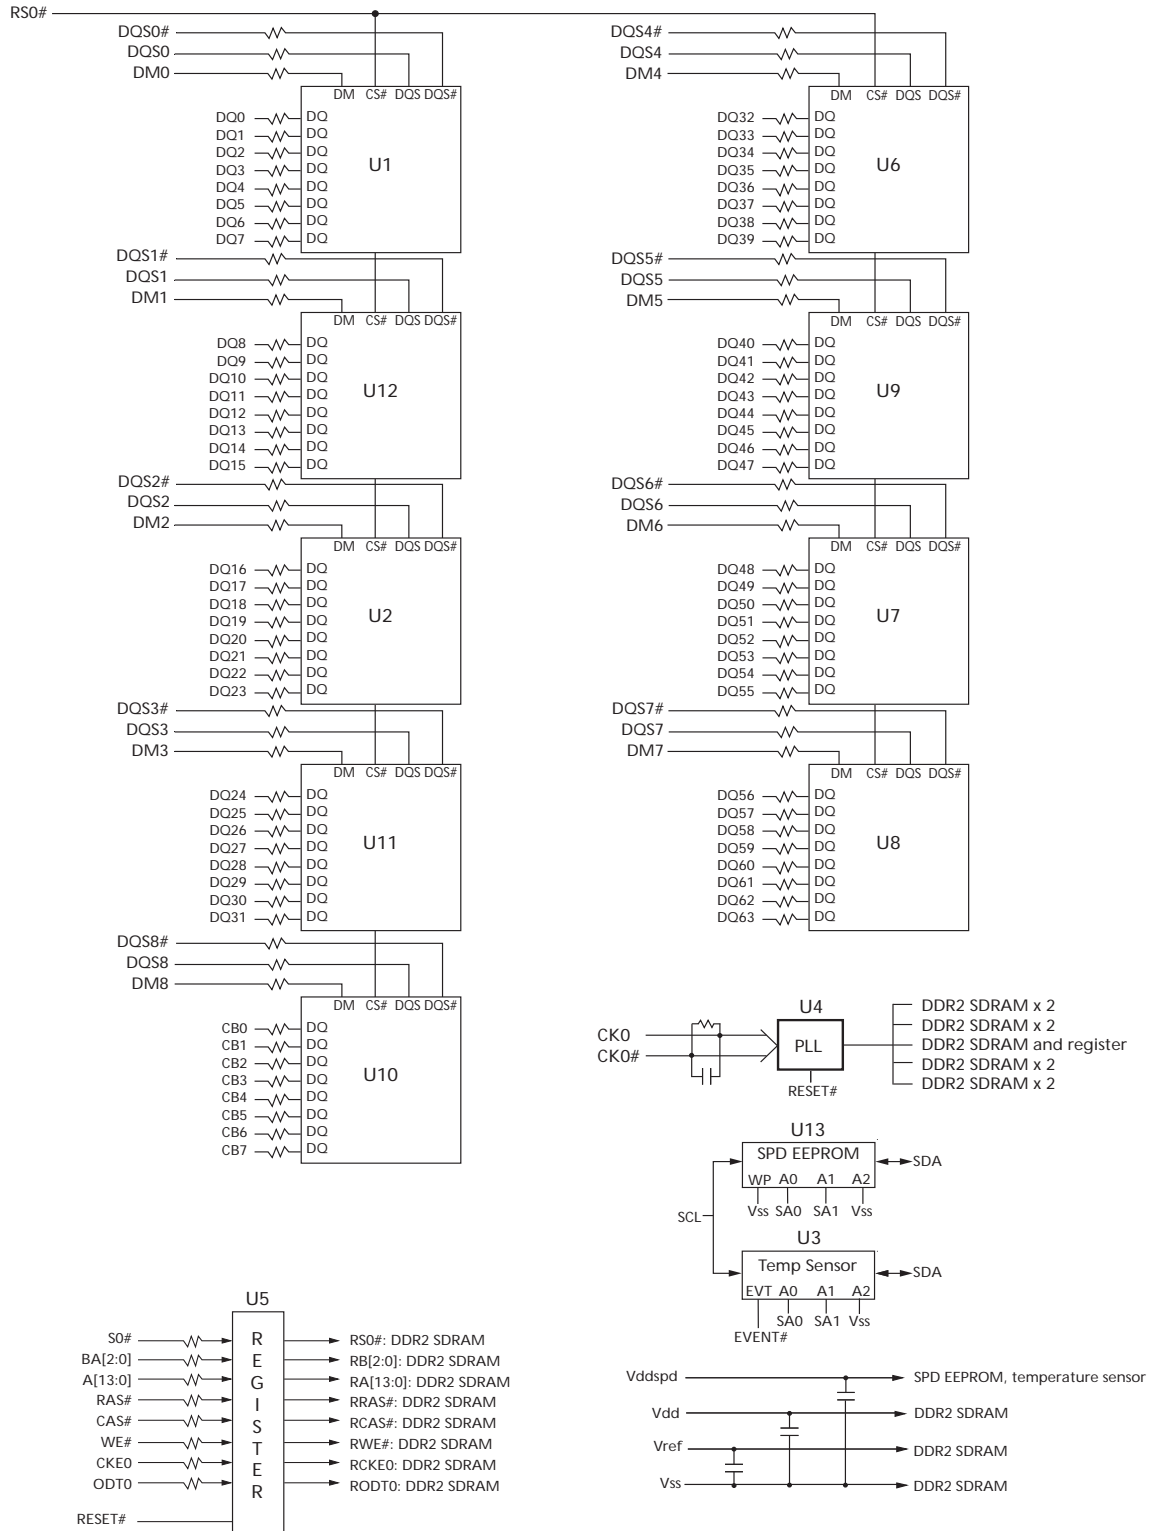 RS0#
DQS0#
DQS0
DM0
DM CS# DQS DQS#
DQ0 DQ
DQ1 DQ
DQ2 DQ
DQ3 DQ
DQ4 DQ
DQ5 DQ
DQ6 DQ
DQ7 DQ
U1
DQS1#
DQS1
DM1
DM CS# DQS DQS#
DQ8 DQ
DQ9 DQ
DQ10 DQ
DQ11 DQ
DQ12 DQ
DQ13 DQ
DQ14 DQ
DQ15 DQ
U12
DQS2#
DQS2
DM2
DM CS# DQS DQS#
DQ16 DQ
DQ17 DQ
DQ18 DQ
DQ19 DQ
DQ20 DQ
DQ21 DQ
DQ22 DQ
DQ23 DQ
U2
DQS3#
DQS3
DM3
DM CS# DQS DQS#
DQ24 DQ
DQ25 DQ
DQ26 DQ
DQ27 DQ
DQ28 DQ
DQ29 DQ
DQ30 DQ
DQ31 DQ
U11
DQS8#
DQS8
DM8
DM CS# DQS DQS#
CB0 DQ
CB1 DQ
CB2 DQ
CB3 DQ
CB4 DQ
CB5 DQ
CB6 DQ
CB7 DQ
U10
DQS4#
DQS4
DM4
DM CS# DQS DQS#
DQ32 DQ
DQ33 DQ
DQ34 DQ
DQ35 DQ
DQ36 DQ
DQ37 DQ
DQ38 DQ
DQ39 DQ
U6
DQS5#
DQS5
DM5
DM CS# DQS DQS#
DQ40 DQ
DQ41 DQ
DQ42 DQ
DQ43 DQ
DQ44 DQ
DQ45 DQ
DQ46 DQ
DQ47 DQ
U9
DQS6#
DQS6
DM6
DM CS# DQS DQS#
DQ48 DQ
DQ49 DQ
DQ50 DQ
DQ51 DQ
DQ52 DQ
DQ53 DQ
DQ54 DQ
DQ55 DQ
U7
DQS7#
DQS7
DM7
DM CS# DQS DQS#
DQ56 DQ
DQ57 DQ
DQ58 DQ
DQ59 DQ
DQ60 DQ
DQ61 DQ
DQ62 DQ
DQ63 DQ
U8
U4
CK0
CK0#
PLL
RESET#
DDR2 SDRAM x 2
DDR2 SDRAM x 2
DDR2 SDRAM and register
DDR2 SDRAM x 2
DDR2 SDRAM x 2
U13
SPD EEPROM
WP A0 A1 A2
SDA
Vss SA0 SA1 Vss
SCL
U3
Temp Sensor
EVT A0 A1 A2
SDA
SA0 SA1 Vss
EVENT#
U5
REGISTER
S0# RS0#: DDR2 SDRAM
BA[2:0] RB[2:0]: DDR2 SDRAM
A[13:0] RA[13:0]: DDR2 SDRAM
RAS# RRAS#: DDR2 SDRAM
CAS# RCAS#: DDR2 SDRAM
WE# RWE#: DDR2 SDRAM
CKE0 RCKE0: DDR2 SDRAM
ODT0 RODT0: DDR2 SDRAM
RESET#
Vddspd SPD EEPROM, temperature sensor
Vdd DDR2 SDRAM
Vref DDR2 SDRAM
Vss DDR2 SDRAM